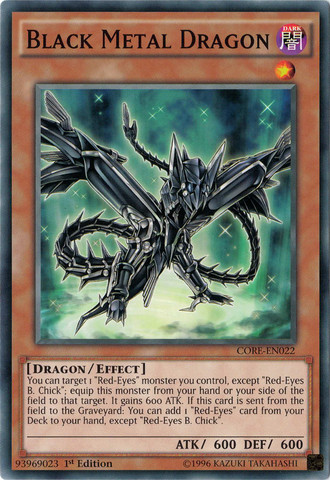 BLACK METAL DRAGON
DARK
闇
CORE-EN022
[DRAGON/EFFECT]
You can target 1 "Red-Eyes" monster you control, except "Red-Eyes
B. Chick"; equip this monster from your hand or your side of the
field to that target. It gains 600 ATK. If this card is sent from the
field to the Graveyard: You can add 1 "Red-Eyes" card from your
Deck to your hand, except "Red-Eyes B. Chick".
ATK/ 600 DEF/ 600
93969023 1st Edition ©1996 KAZUKI TAKAHASHI